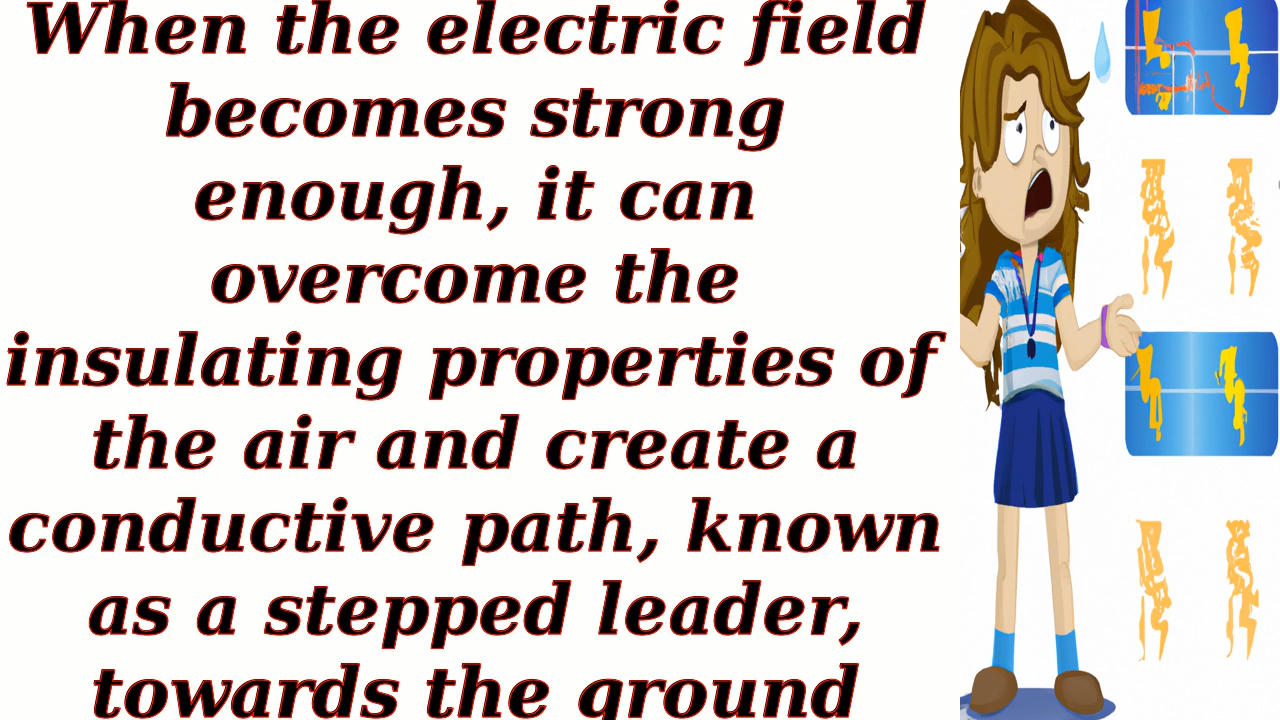 When the electric field
becomes strong
enough, it can
overcome the
insulating properties of
the air and create a
conductive path, known
as a stepped leader,
towards the ground